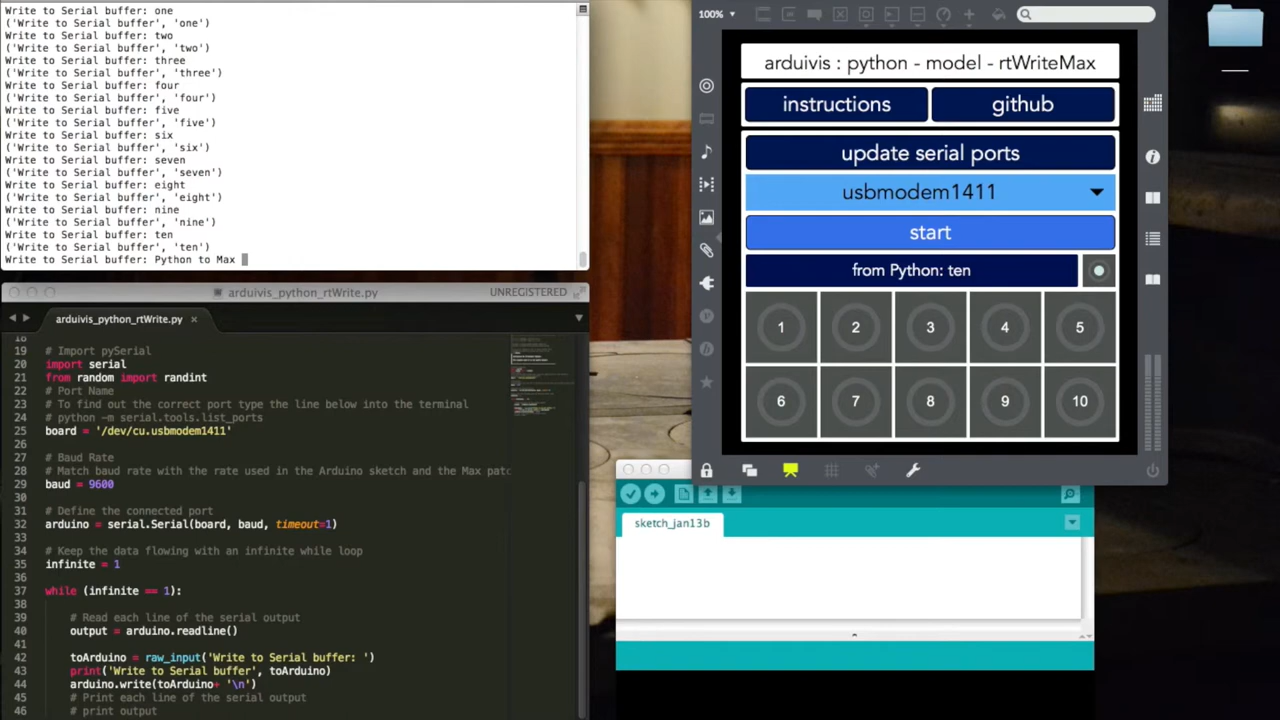 Write to Serial buffer: one
('Write to Serial buffer', 'one')
Write to Serial buffer: two
('Write to Serial buffer', 'two')
Write to Serial buffer: three
('Write to Serial buffer', 'three')
Write to Serial buffer: four
('Write to Serial buffer', 'four')
Write to Serial buffer: five
('Write to Serial buffer', 'five')
Write to Serial buffer: six
('Write to Serial buffer', 'six')
Write to Serial buffer: seven
('Write to Serial buffer', 'seven')
Write to Serial buffer: eight
('Write to Serial buffer', 'eight')
Write to Serial buffer: nine
('Write to Serial buffer', 'nine')
Write to Serial buffer: ten
('Write to Serial buffer', 'ten')
Write to Serial buffer: Python to Max
arduivis_python_rtWrite.py UNREGISTERED
arduivis_python_rtWrite.py
18
19 # Import pySerial
20 import serial
21 from random import randint
22 # Port Name
23 # To find out the correct port type the line below into the terminal
24 # python -m serial.tools.list_ports
25 board = '/dev/cu.usbmodem1411'
26
27 # Baud Rate
28 # Match baud rate with the rate used in the Arduino sketch and the Max patc
29 baud = 9600
30
31 # Define the connected port
32 arduino = serial.Serial(board, baud, timeout=1)
33
34 # Keep the data flowing with an infinite while loop
35 infinite = 1
36
37 while (infinite == 1):
38
39 # Read each line of the serial output
40 output = arduino.readline()
41
42 toArduino = raw_input('Write to Serial buffer: ')
43 print('Write to Serial buffer', toArduino)
44 arduino.write(toArduino+ '\n')
45 # Print each line of the serial output
46 # print output
100%
arduivis : python - model - rtWriteMax
instructions github
update serial ports
usbmodem1411
start
from Python: ten
1 2 3 4 5
6 7 8 9 10
sketch_jan13b